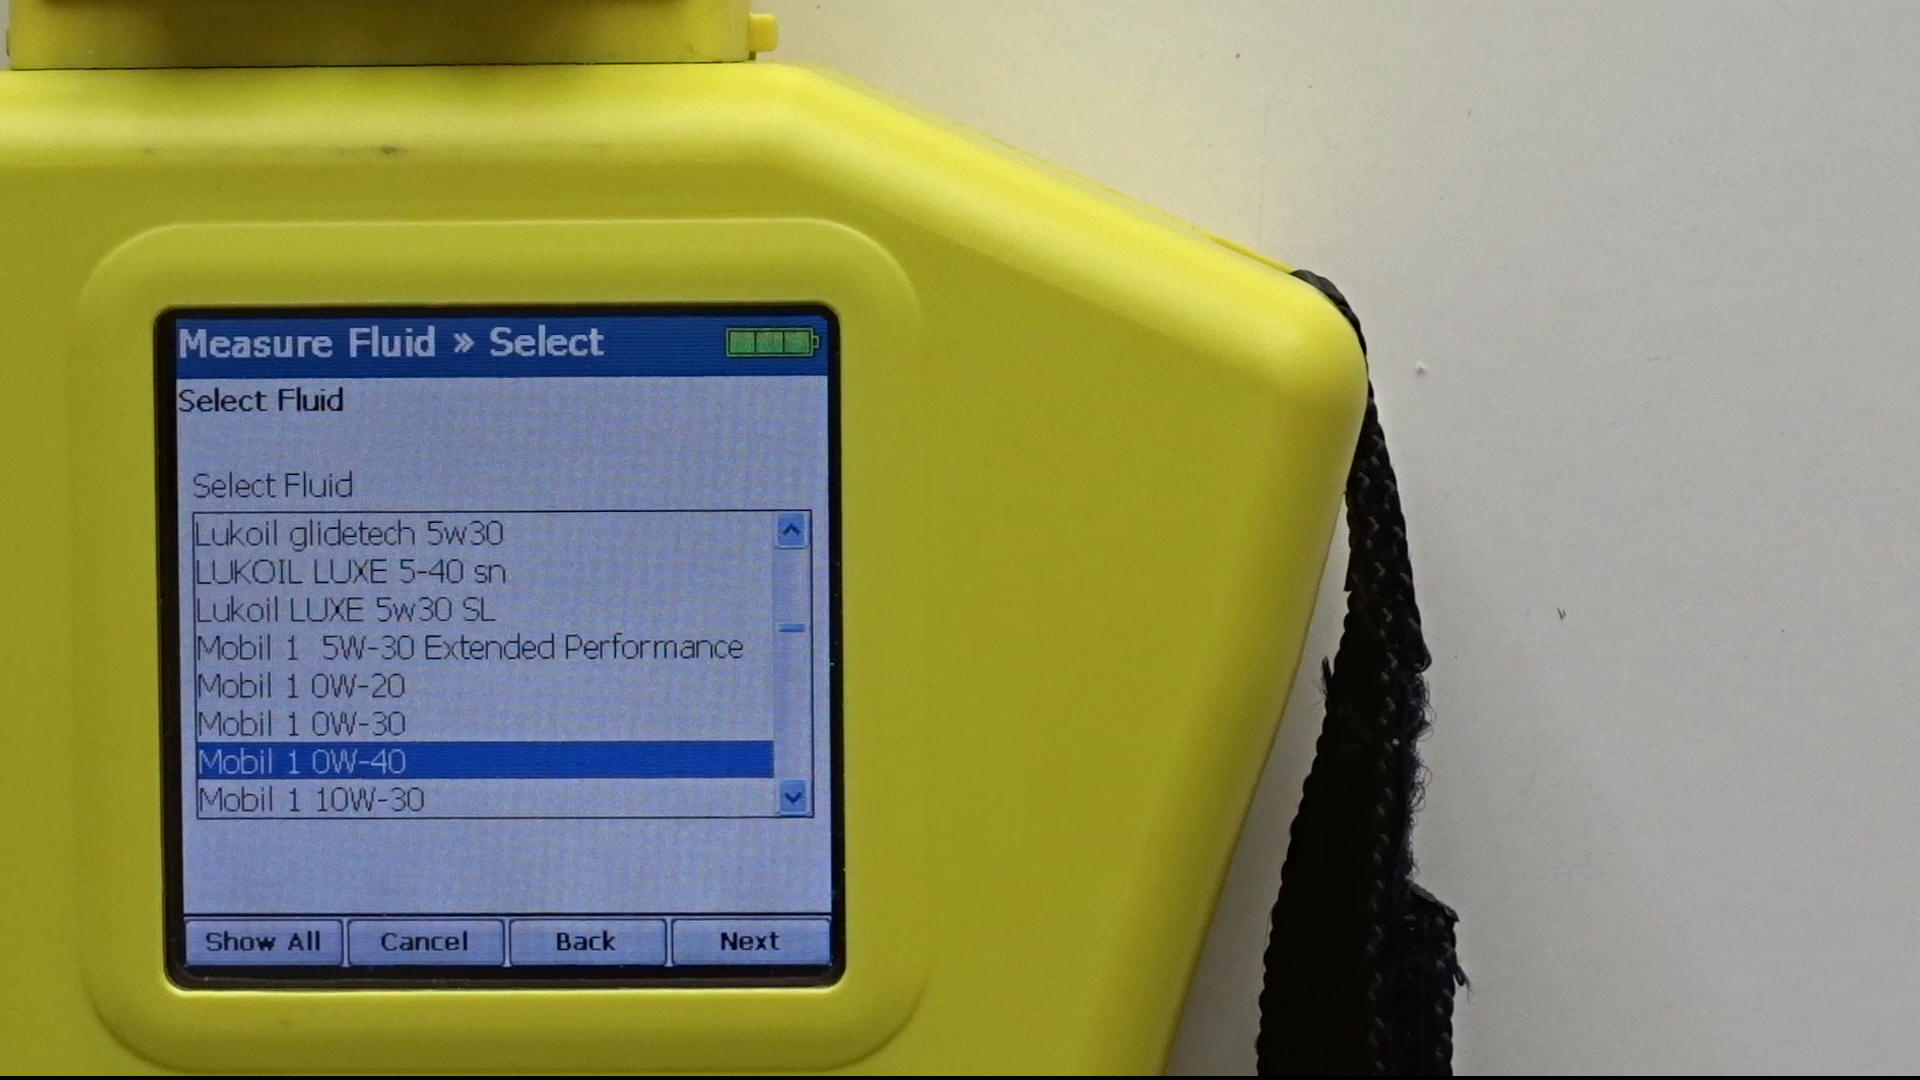 Measure Fluid » Select
Select Fluid
Select Fluid
Lukoil glidetech 5w30
LUKOIL LUXE 5-40 sn
Lukoil LUXE 5w30 SL
Mobil 1  5W-30 Extended Performance
Mobil 1 0W-20
Mobil 1 0W-30
Mobil 1 0W-40
Mobil 1 10W-30
Show All Cancel Back Next